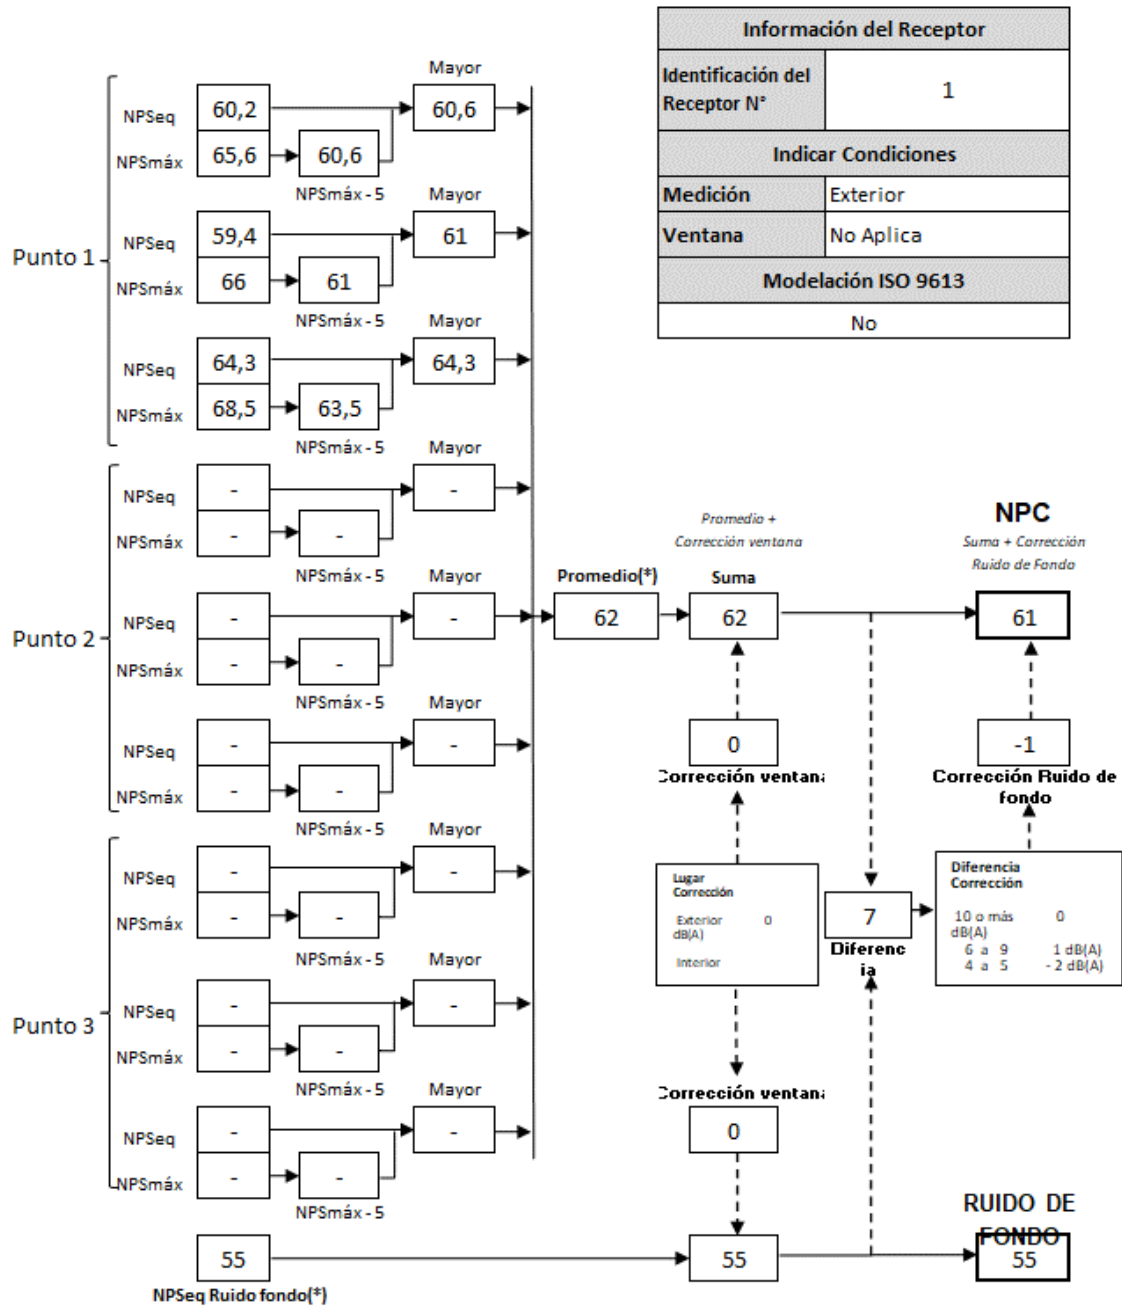 Información del Receptor
Identificación del
Receptor N°
1
Indicar Condiciones
Medición Exterior
Ventana No Aplica
Modelación ISO 9613
No
Punto 1
Mayor
NPSeq 60,2 60,6
NPSmáx 65,6 60,6
NPSmáx - 5
Mayor
NPSeq 59,4 61
NPSmáx 66 61
NPSmáx - 5
Mayor
NPSeq 64,3 64,3
NPSmáx 68,5 63,5
NPSmáx - 5
Punto 2
Mayor
NPSeq - -
NPSmáx - -
NPSmáx - 5
Mayor
NPSeq - -
NPSmáx - -
NPSmáx - 5
Mayor
NPSeq - -
NPSmáx - -
NPSmáx - 5
Punto 3
Mayor
NPSeq - -
NPSmáx - -
NPSmáx - 5
Mayor
NPSeq - -
NPSmáx - -
NPSmáx - 5
Mayor
NPSeq - -
NPSmáx - -
NPSmáx - 5
55
NPSeq Ruido fondo(*)
Promedio(*)
62
Promedio +
Corrección ventana
Suma
62
0
Corrección ventana
Lugar
Corrección
Exterior 0
dB(A)
Interior
Corrección ventana
0
55
7
Diferenc
ia
NPC
Suma + Corrección
Ruido de Fondo
61
-1
Corrección Ruido de
fondo
Diferencia
Corrección
10 o más 0
dB(A)
6 a 9 1 dB(A)
4 a 5 - 2 dB(A)
RUIDO DE
FONDO
55